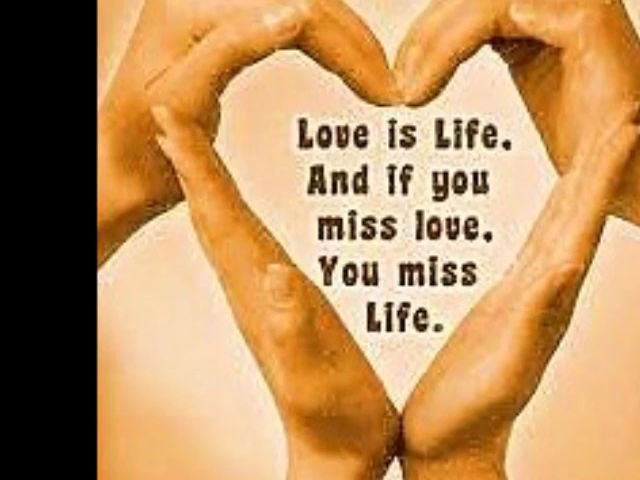 Love is Life.
And if you
miss love.
You miss
Life.